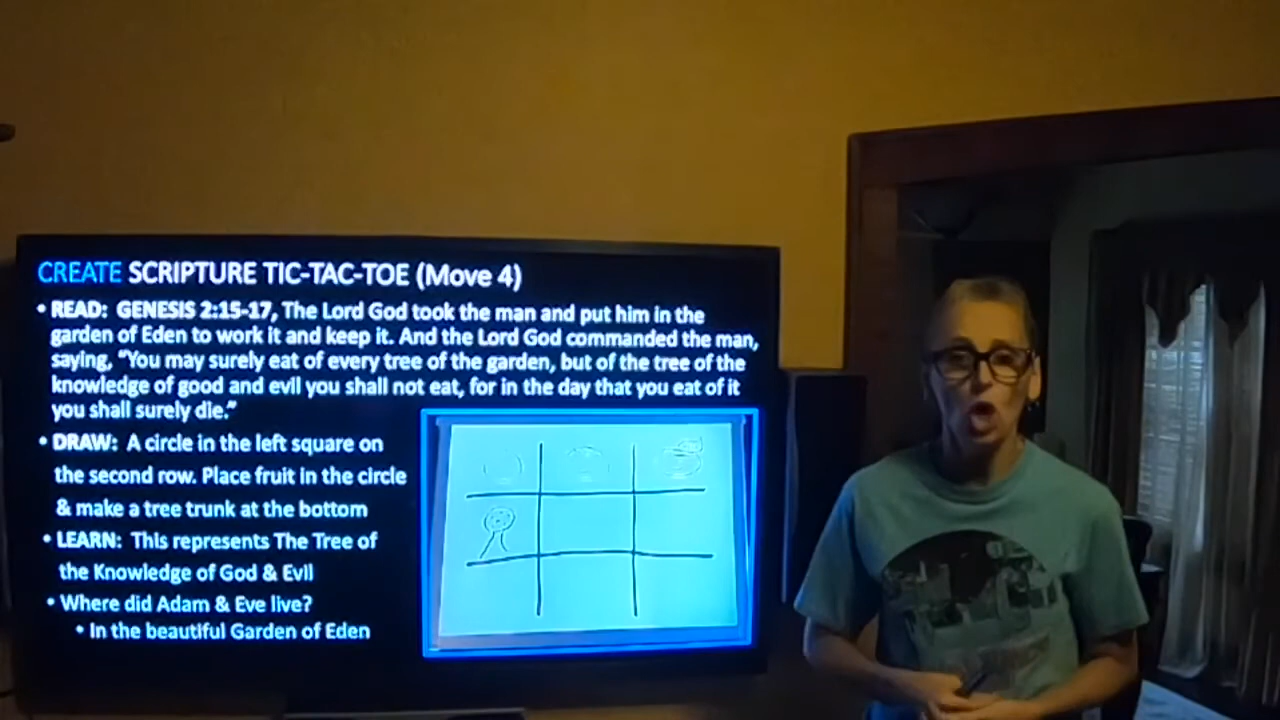 CREATE SCRIPTURE TIC-TAC-TOE (Move 4)
• READ: GENESIS 2:15-17, The Lord God took the man and put him in the
garden of Eden to work it and keep it. And the Lord God commanded the man,
saying, “You may surely eat of every tree of the garden, but of the tree of the
knowledge of good and evil you shall not eat, for in the day that you eat of it
you shall surely die.”
• DRAW: A circle in the left square on
the second row. Place fruit in the circle
& make a tree trunk at the bottom
• LEARN: This represents The Tree of
the Knowledge of God & Evil
• Where did Adam & Eve live?
• In the beautiful Garden of Eden